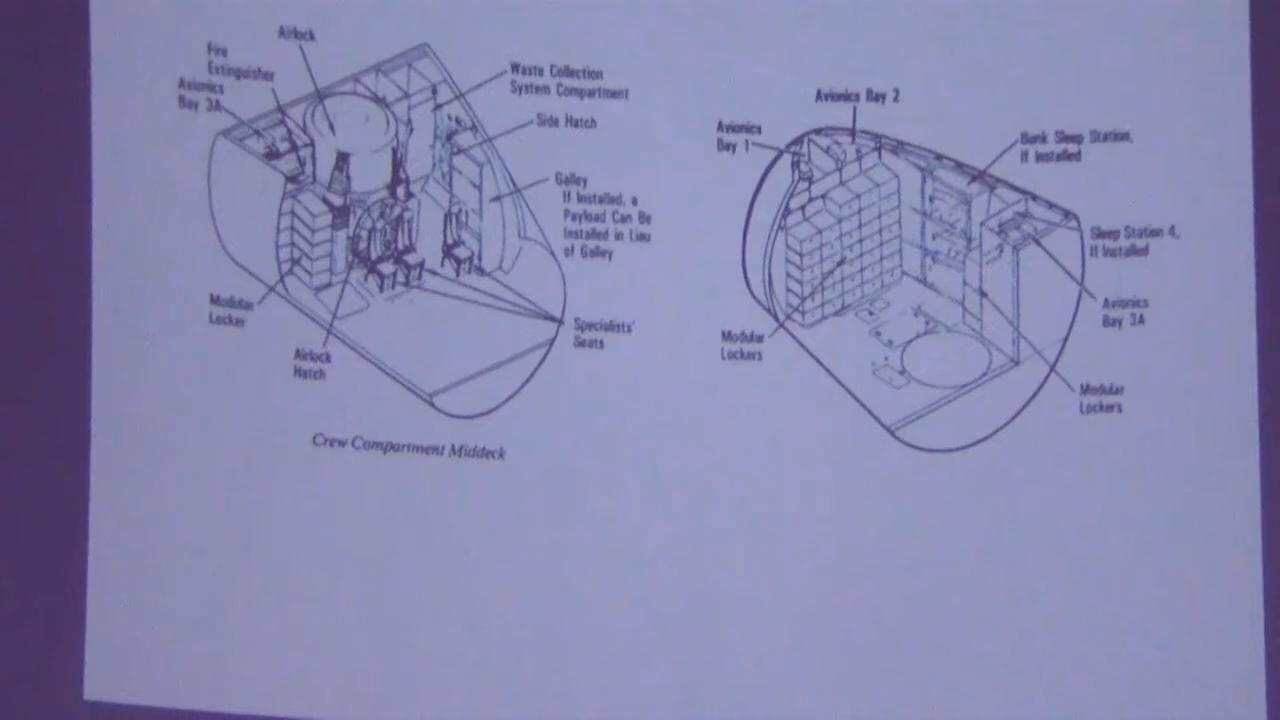 Airlock
Fire
Extinguisher
Avionics
Bay 3A
Waste Collection
System Compartment
Side Hatch
Galley
If Installed, a
Payload Can Be
Installed in Lieu
of Galley
Modular
Locker
Airlock
Hatch
Specialists'
Seats
Crew Compartment Middeck
Avionics Bay 2
Avionics
Bay 1
Bunk Sleep Station,
If Installed
Sleep Station 4,
If Installed
Avionics
Bay 3A
Modular
Lockers
Modular
Lockers